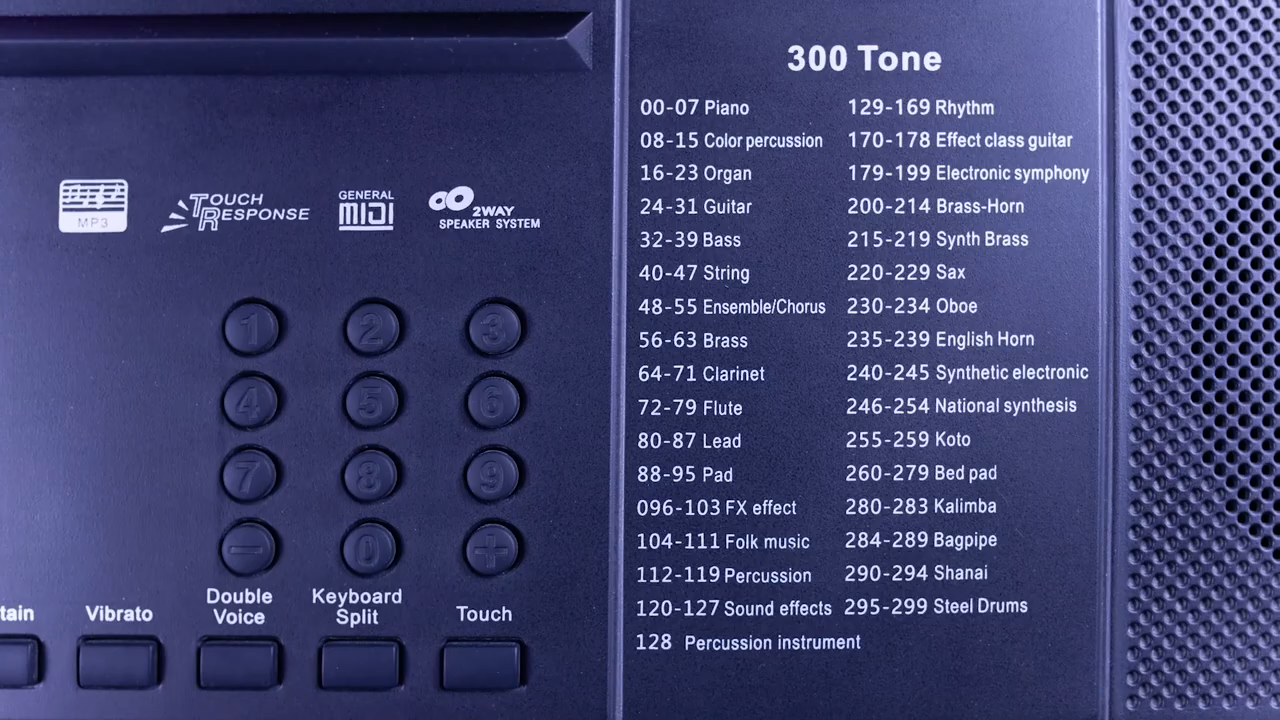 300 Tone
00-07 Piano
08-15 Color percussion
16-23 Organ
24-31 Guitar
32-39 Bass
40-47 String
48-55 Ensemble/Chorus
56-63 Brass
64-71 Clarinet
72-79 Flute
80-87 Lead
88-95 Pad
096-103 FX effect
104-111 Folk music
112-119 Percussion
120-127 Sound effects
128 Percussion instrument
129-169 Rhythm
170-178 Effect class guitar
179-199 Electronic symphony
200-214 Brass-Horn
215-219 Synth Brass
220-229 Sax
230-234 Oboe
235-239 English Horn
240-245 Synthetic electronic
246-254 National synthesis
255-259 Koto
260-279 Bed pad
280-283 Kalimba
284-289 Bagpipe
290-294 Shanai
295-299 Steel Drums
MP3
TOUCH
RESPONSE
GENERAL
MIDI
2WAY
SPEAKER SYSTEM
1 2 3
4 5 6
7 8 9
- 0 +
tain
Vibrato
Double
Voice
Keyboard
Split
Touch